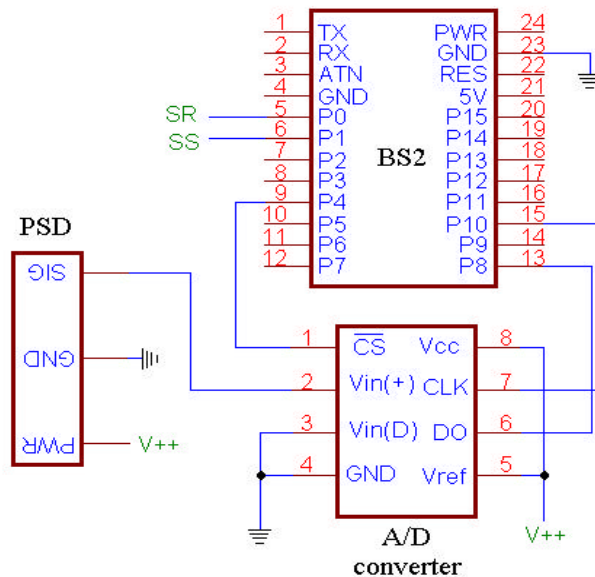 1 TX PWR 24
2 RX GND 23
3 ATN RES 22
4 GND 5V 21
SR 5 P0 P15 20
SS 6 P1 P14 19
BS2
7 P2 P13 18
8 P3 P12 17
9 P4 P11 16
10 P5 P10 15
11 P6 P9 14
12 P7 P8 13
PSD
SIG
GND
PWR V++
1 CS Vcc 8
2 Vin(+) CLK 7
3 Vin(D) DO 6
4 GND Vref 5
V++
A/D
converter